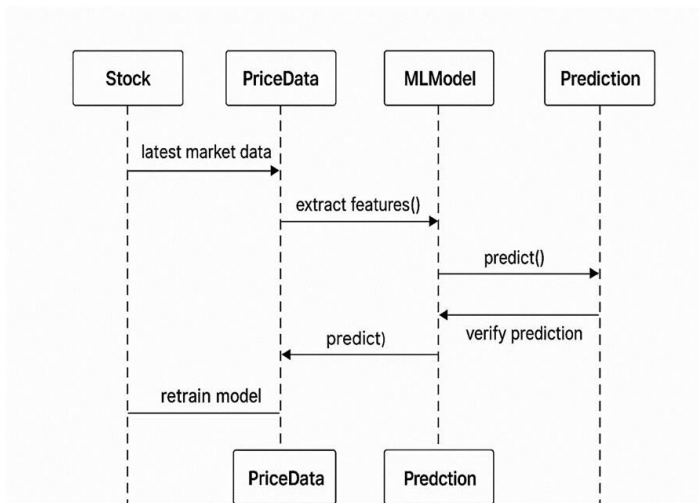 Stock
PriceData
MLModel
Prediction
latest market data
extract features()
predict()
verify prediction
predict)
retrain model
PriceData
Predction